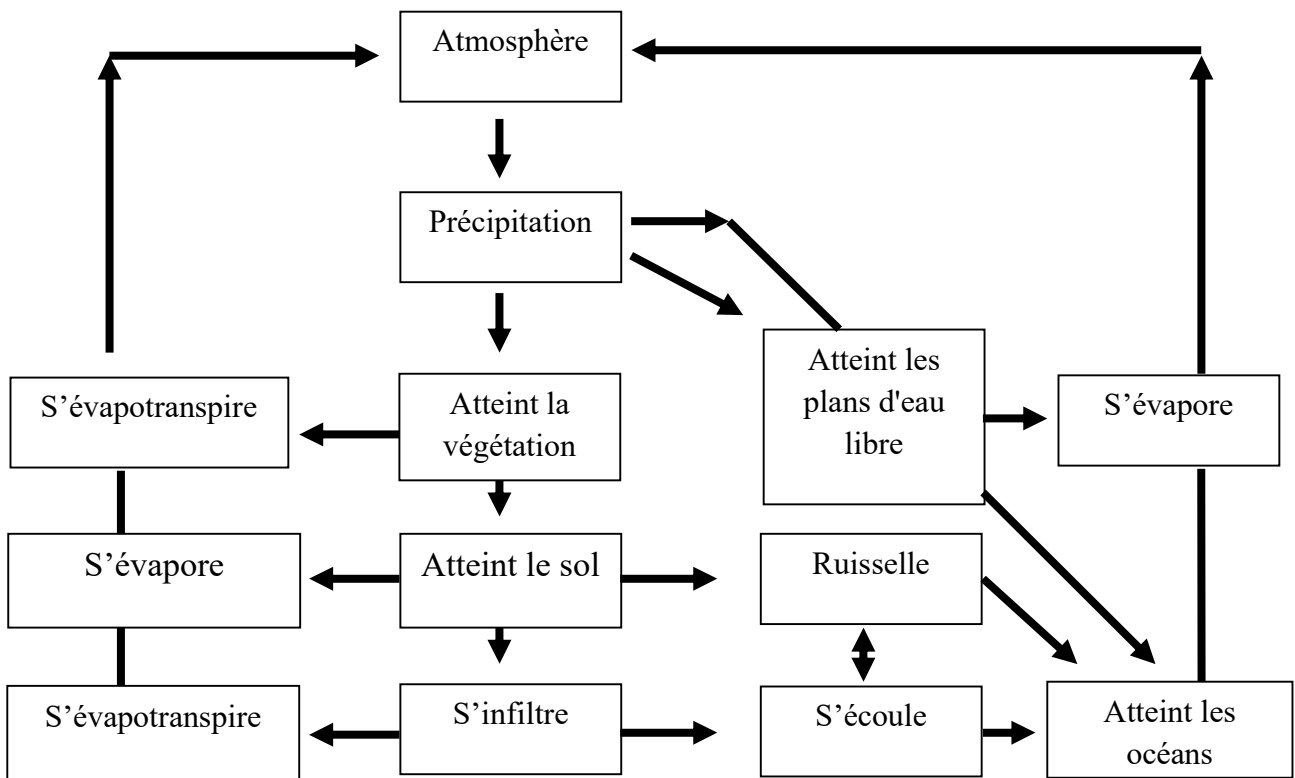 Atmosphère
Précipitation
Atteint les
plans d'eau
libre
S’évapotranspire
Atteint la
végétation
S’évapore
S’évapore
Atteint le sol
Ruisselle
S’évapotranspire
S’infiltre
S’écoule
Atteint les
océans